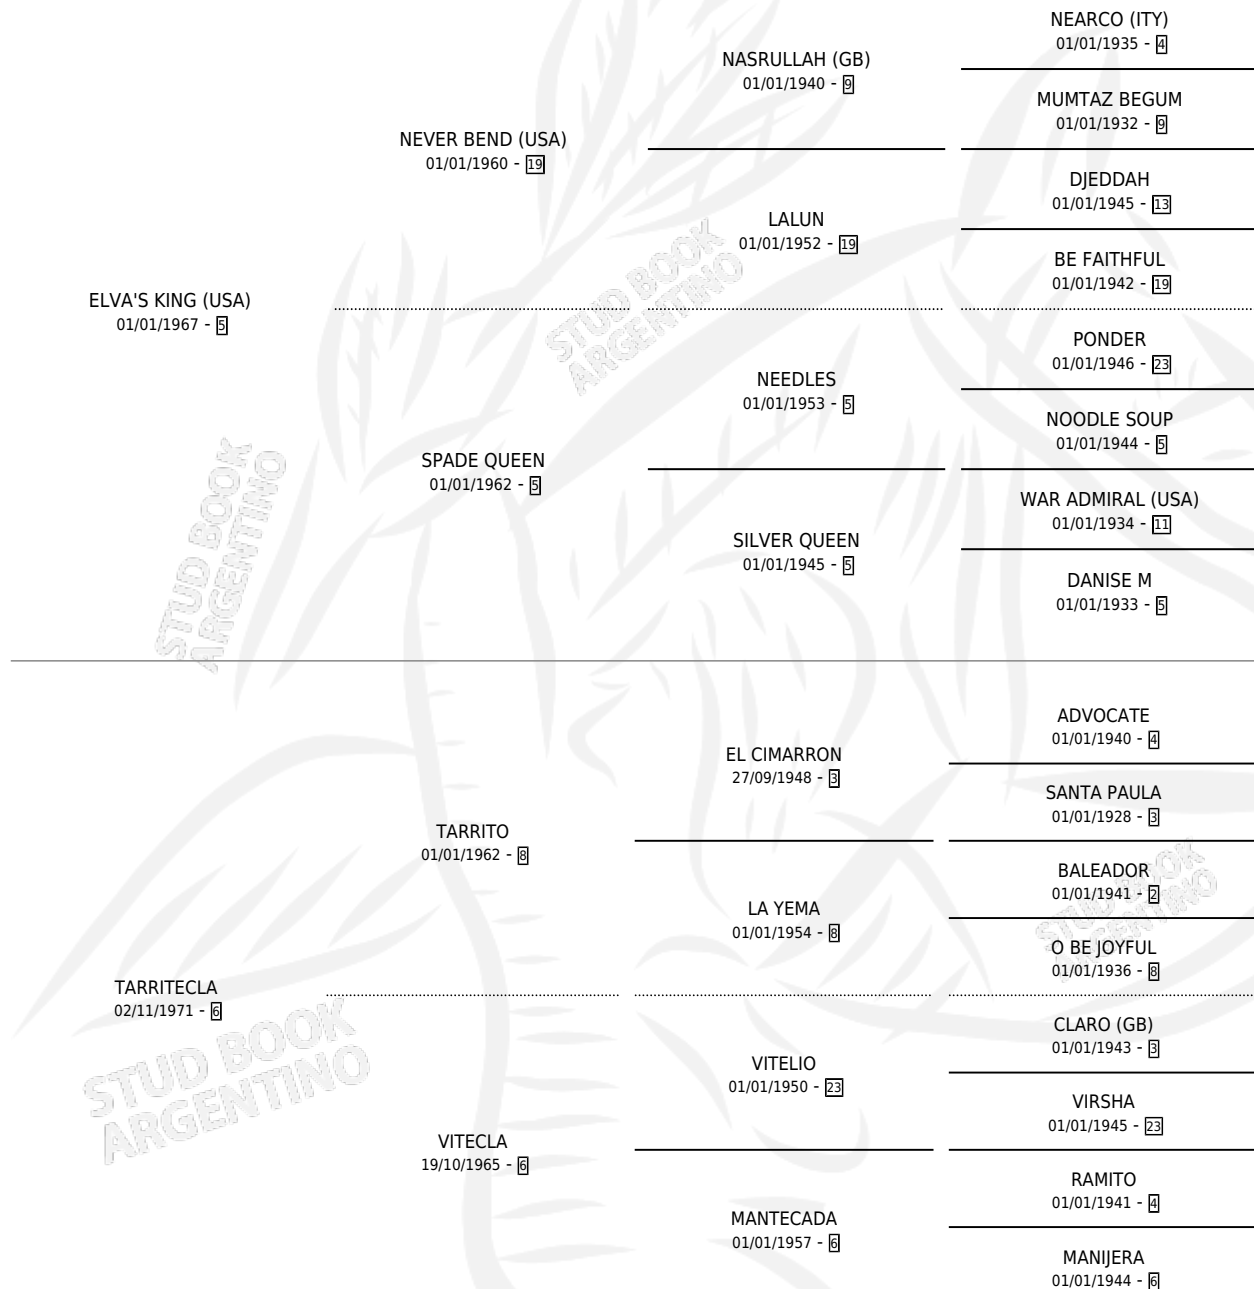 ELVA'S KING (USA)
01/01/1967 - 5
NEVER BEND (USA)
01/01/1960 - 19
NASRULLAH (GB)
01/01/1940 - 9
NEARCO (ITY)
01/01/1935 - 4
MUMTAZ BEGUM
01/01/1932 - 9
LALUN
01/01/1952 - 19
DJEDDAH
01/01/1945 - 13
BE FAITHFUL
01/01/1942 - 19
SPADE QUEEN
01/01/1962 - 5
NEEDLES
01/01/1953 - 5
PONDER
01/01/1946 - 23
NOODLE SOUP
01/01/1944 - 5
SILVER QUEEN
01/01/1945 - 5
WAR ADMIRAL (USA)
01/01/1934 - 11
DANISE M
01/01/1933 - 5
TARRITECLA
02/11/1971 - 6
TARRITO
01/01/1962 - 8
EL CIMARRON
27/09/1948 - 3
ADVOCATE
01/01/1940 - 4
SANTA PAULA
01/01/1928 - 3
LA YEMA
01/01/1954 - 8
BALEADOR
01/01/1941 - 2
O BE JOYFUL
01/01/1936 - 8
VITECLA
19/10/1965 - 6
VITELIO
01/01/1950 - 23
CLARO (GB)
01/01/1943 - 3
VIRSHA
01/01/1945 - 23
MANTECADA
01/01/1957 - 6
RAMITO
01/01/1941 - 4
MANIJERA
01/01/1944 - 6
STUD BOOK
ARGENTINO
STUD BOOK
ARGENTINO
STUD BOOK
ARGENTINO
STUD BOOK
ARGENTINO